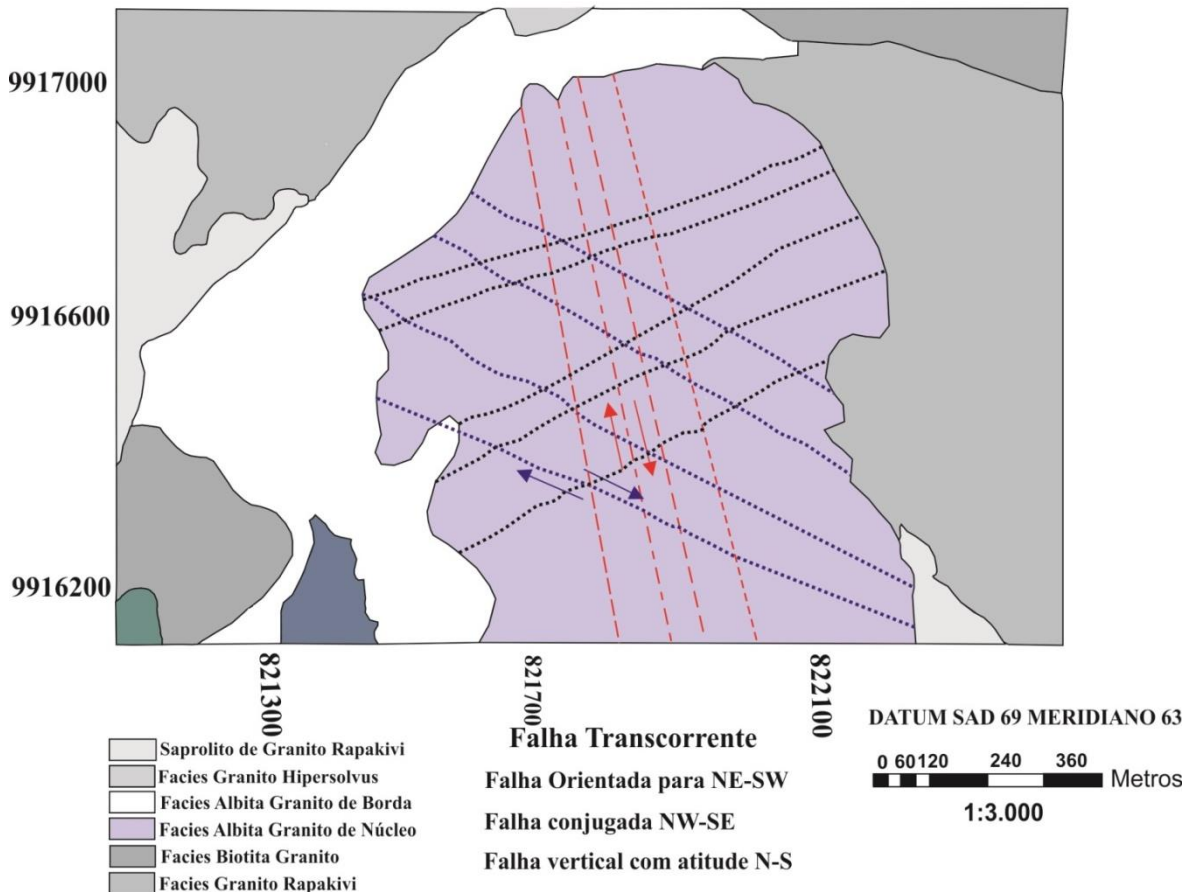 9917000
9916600
9916200
821300
821700
822100
Saprolito de Granito Rapakivi
Facies Granito Hipersolvus
Facies Albita Granito de Borda
Facies Albita Granito de Núcleo
Facies Biotita Granito
Facies Granito Rapakivi
Falha Transcorrente
Falha Orientada para NE-SW
Falha conjugada NW-SE
Falha vertical com atitude N-S
DATUM SAD 69 MERIDIANO 63
0 60 120 240 360
Metros
1:3.000